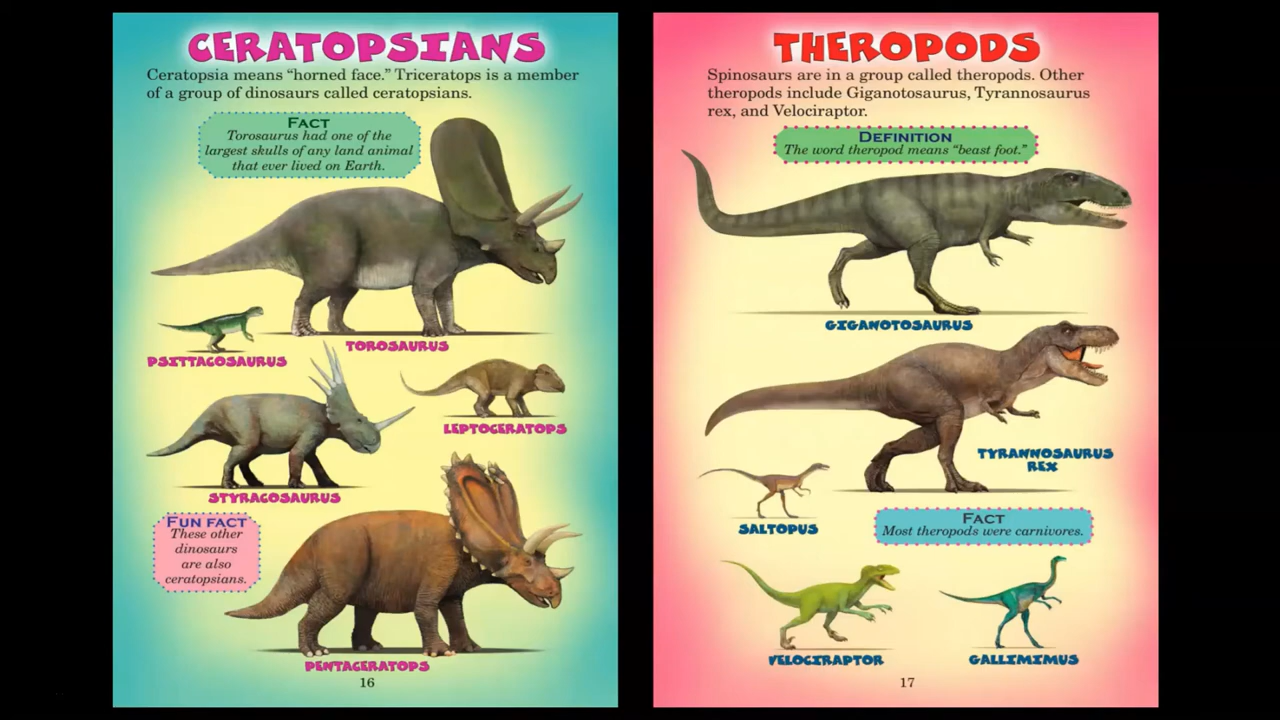 CERATOPSIANS
Ceratopsia means “horned face.” Triceratops is a member
of a group of dinosaurs called ceratopsians.
FACT
Torosaurus had one of the
largest skulls of any land animal
that ever lived on Earth.
TOROSAURUS
PSITTACOSAURUS
LEPTOCERATOPS
STYRACOSAURUS
FUN FACT
These other
dinosaurs
are also
ceratopsians.
PENTACERATOPS
16
THEROPODS
Spinosaurs are in a group called theropods. Other
theropods include Giganotosaurus, Tyrannosaurus
rex, and Velociraptor.
DEFINITION
The word theropod means “beast foot.”
GIGANOTOSAURUS
TYRANNOSAURUS
REX
SALTOPUS
FACT
Most theropods were carnivores.
VELOCIRAPTOR
GALLIMIMUS
17